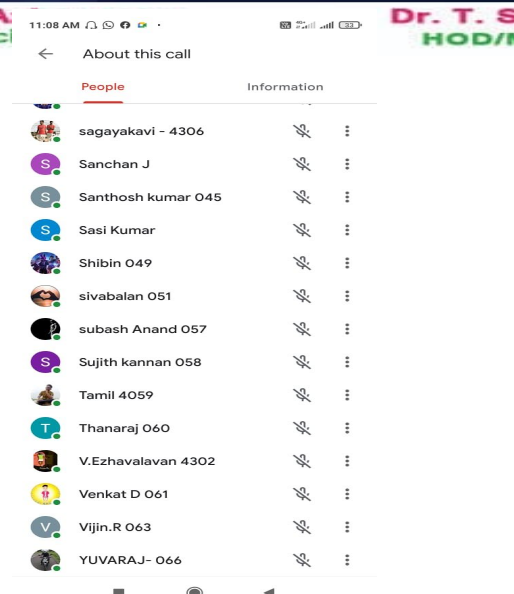 11:08 AM
33
Dr. T. S
HOD/
About this call
People
Information
sagayakavi - 4306
S Sanchan J
S Santhosh kumar 045
S Sasi Kumar
Shibin 049
sivabalan 051
subash Anand 057
S Sujith kannan 058
Tamil 4059
T Thanaraj 060
V.Ezhavalavan 4302
Venkat D 061
V Vijin.R 063
YUVARAJ- 066